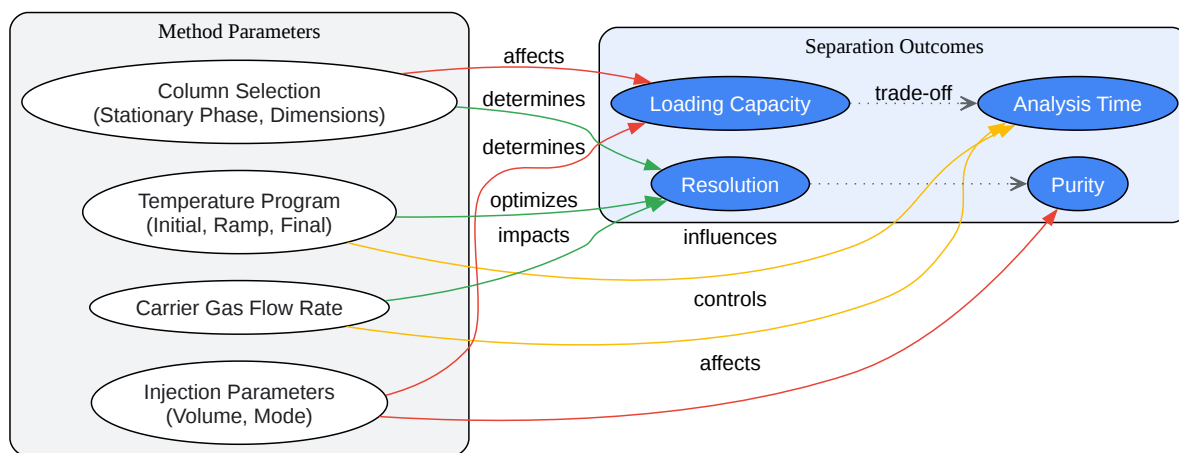 Method Parameters
Column Selection
(Stationary Phase, Dimensions)
Temperature Program
(Initial, Ramp, Final)
Carrier Gas Flow Rate
Injection Parameters
(Volume, Mode)
affects
determines
determines
optimizes
impacts
influences
controls
affects
Separation Outcomes
Loading Capacity
trade-off
Analysis Time
Resolution
Purity